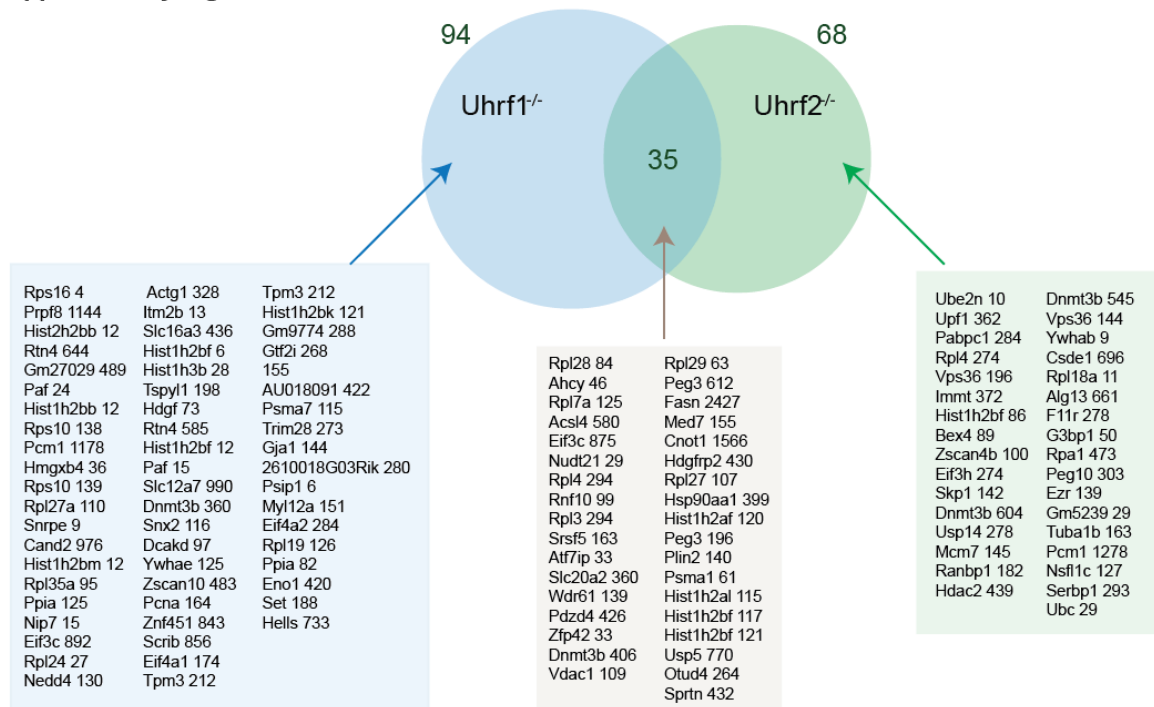 94
68
Uhrf1-/-
Uhrf2-/-
35
Rps16 4
Prpf8 1144
Hist2h2bb 12
Rtn4 644
Gm27029 489
Paf 24
Hist1h2bb 12
Rps10 138
Pcm1 1178
Hmgxb4 36
Rps10 139
Rpl27a 110
Snrpe 9
Cand2 976
Hist1h2bm 12
Rpl35a 95
Ppia 125
Nip7 15
Eif3c 892
Rpl24 27
Nedd4 130
Actg1 328
Itm2b 13
Slc16a3 436
Hist1h2bf 6
Hist1h3b 28
Tspyl1 198
Hdgf 73
Rtn4 585
Hist1h2bf 12
Paf 15
Slc12a7 990
Dnmt3b 360
Snx2 116
Dcakd 97
Ywhae 125
Zscan10 483
Pcna 164
Znf451 843
Scrib 856
Eif4a1 174
Tpm3 212
Tpm3 212
Hist1h2bk 121
Gm9774 288
Gtf2i 268
155
AU018091 422
Psma7 115
Trim28 273
Gja1 144
2610018G03Rik 280
Psip1 6
Myl12a 151
Eif4a2 284
Rpl19 126
Ppia 82
Eno1 420
Set 188
Hells 733
Rpl28 84
Ahcy 46
Rpl7a 125
Acsl4 580
Eif3c 875
Nudt21 29
Rpl4 294
Rnf10 99
Rpl3 294
Srsf5 163
Atf7ip 33
Slc20a2 360
Wdr61 139
Pdzd4 426
Zfp42 33
Dnmt3b 406
Vdac1 109
Rpl29 63
Peg3 612
Fasn 2427
Med7 155
Cnot1 1566
Hdgfrp2 430
Rpl27 107
Hsp90aa1 399
Hist1h2af 120
Peg3 196
Plin2 140
Psma1 61
Hist1h2al 115
Hist1h2bf 117
Hist1h2bf 121
Usp5 770
Otud4 264
Sprtn 432
Ube2n 10
Upf1 362
Pabpc1 284
Rpl4 274
Vps36 196
Immt 372
Hist1h2bf 86
Bex4 89
Zscan4b 100
Eif3h 274
Skp1 142
Dnmt3b 604
Usp14 278
Mcm7 145
Ranbp1 182
Hdac2 439
Dnmt3b 545
Vps36 144
Ywhab 9
Csde1 696
Rpl18a 11
Alg13 661
F11r 278
G3bp1 50
Rpa1 473
Peg10 303
Ezr 139
Gm5239 29
Tuba1b 163
Pcm1 1278
Nsfl1c 127
Serbp1 293
Ubc 29